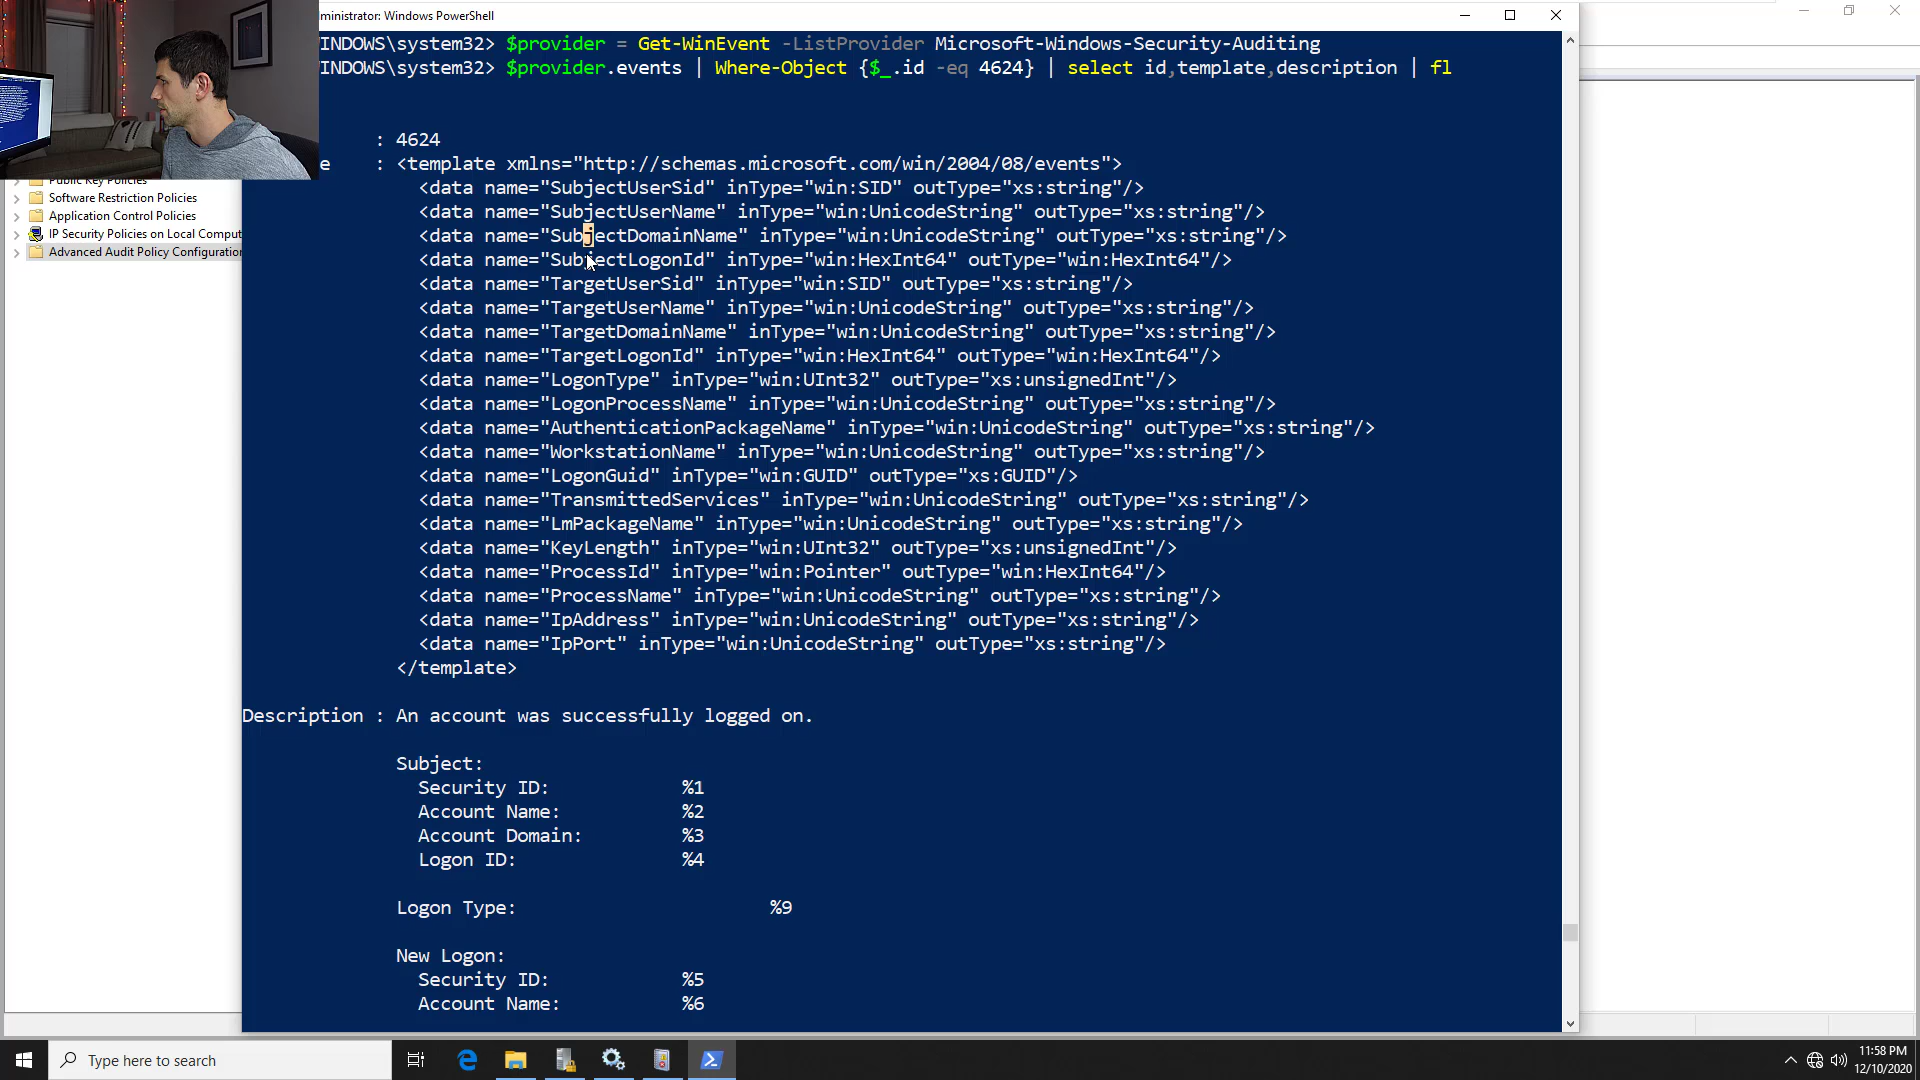 ministrator: Windows PowerShell
INDOWS\system32> $provider = Get-WinEvent -ListProvider Microsoft-Windows-Security-Auditing
INDOWS\system32> $provider.events | Where-Object {$_.id -eq 4624} | select id,template,description | fl
: 4624
e : <template xmlns="http://schemas.microsoft.com/win/2004/08/events">
<data name="SubjectUserSid" inType="win:SID" outType="xs:string"/>
<data name="SubjectUserName" inType="win:UnicodeString" outType="xs:string"/>
<data name="SubjectDomainName" inType="win:UnicodeString" outType="xs:string"/>
<data name="SubjectLogonId" inType="win:HexInt64" outType="win:HexInt64"/>
<data name="TargetUserSid" inType="win:SID" outType="xs:string"/>
<data name="TargetUserName" inType="win:UnicodeString" outType="xs:string"/>
<data name="TargetDomainName" inType="win:UnicodeString" outType="xs:string"/>
<data name="TargetLogonId" inType="win:HexInt64" outType="win:HexInt64"/>
<data name="LogonType" inType="win:UInt32" outType="xs:unsignedInt"/>
<data name="LogonProcessName" inType="win:UnicodeString" outType="xs:string"/>
<data name="AuthenticationPackageName" inType="win:UnicodeString" outType="xs:string"/>
<data name="WorkstationName" inType="win:UnicodeString" outType="xs:string"/>
<data name="LogonGuid" inType="win:GUID" outType="xs:GUID"/>
<data name="TransmittedServices" inType="win:UnicodeString" outType="xs:string"/>
<data name="LmPackageName" inType="win:UnicodeString" outType="xs:string"/>
<data name="KeyLength" inType="win:UInt32" outType="xs:unsignedInt"/>
<data name="ProcessId" inType="win:Pointer" outType="win:HexInt64"/>
<data name="ProcessName" inType="win:UnicodeString" outType="xs:string"/>
<data name="IpAddress" inType="win:UnicodeString" outType="xs:string"/>
<data name="IpPort" inType="win:UnicodeString" outType="xs:string"/>
</template>
Description : An account was successfully logged on.
Subject:
Security ID: %1
Account Name: %2
Account Domain: %3
Logon ID: %4
Logon Type: %9
New Logon:
Security ID: %5
Account Name: %6
Public Key Policies
Software Restriction Policies
Application Control Policies
IP Security Policies on Local Comput
Advanced Audit Policy Configuration
Type here to search
11:58 PM
12/10/2020